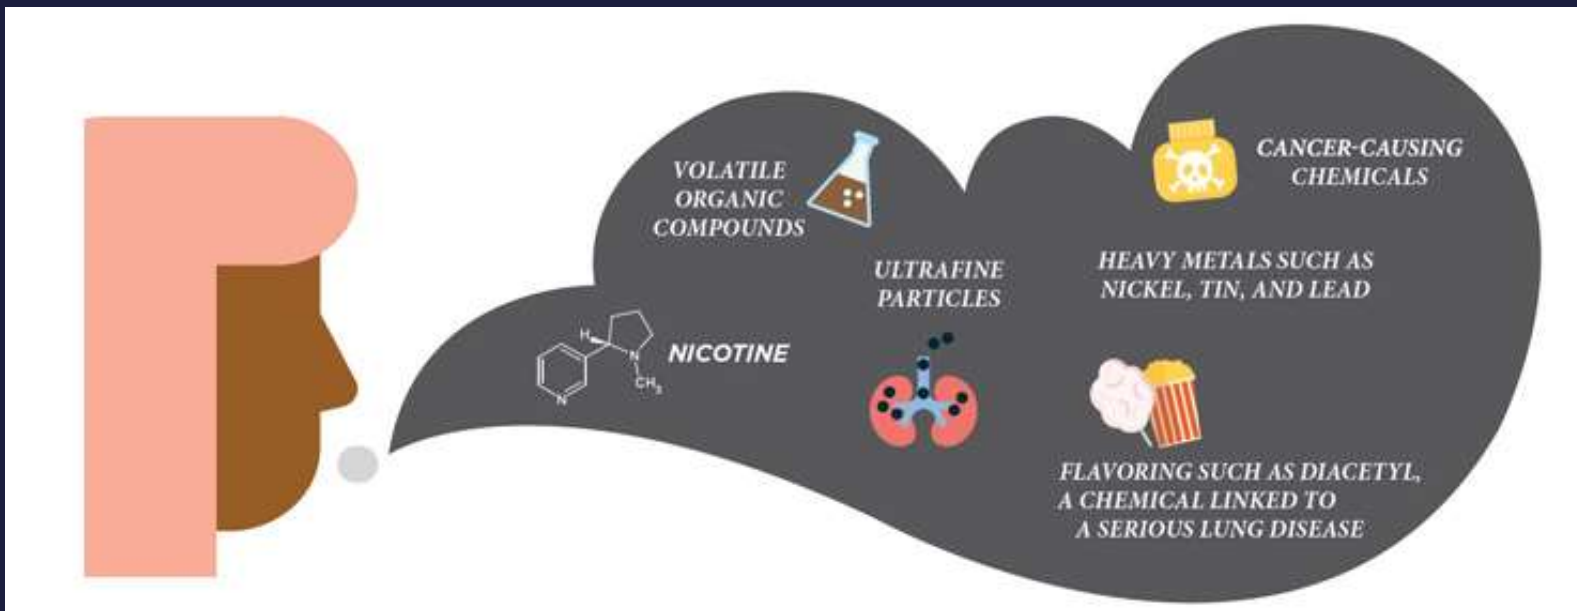 VOLATILE
ORGANIC
COMPOUNDS
CANCER-CAUSING
CHEMICALS
ULTRAFINE
PARTICLES
HEAVY METALS SUCH AS
NICKEL, TIN, AND LEAD
H
N
CH3
N
NICOTINE
FLAVORING SUCH AS DIACETYL,
A CHEMICAL LINKED TO
A SERIOUS LUNG DISEASE